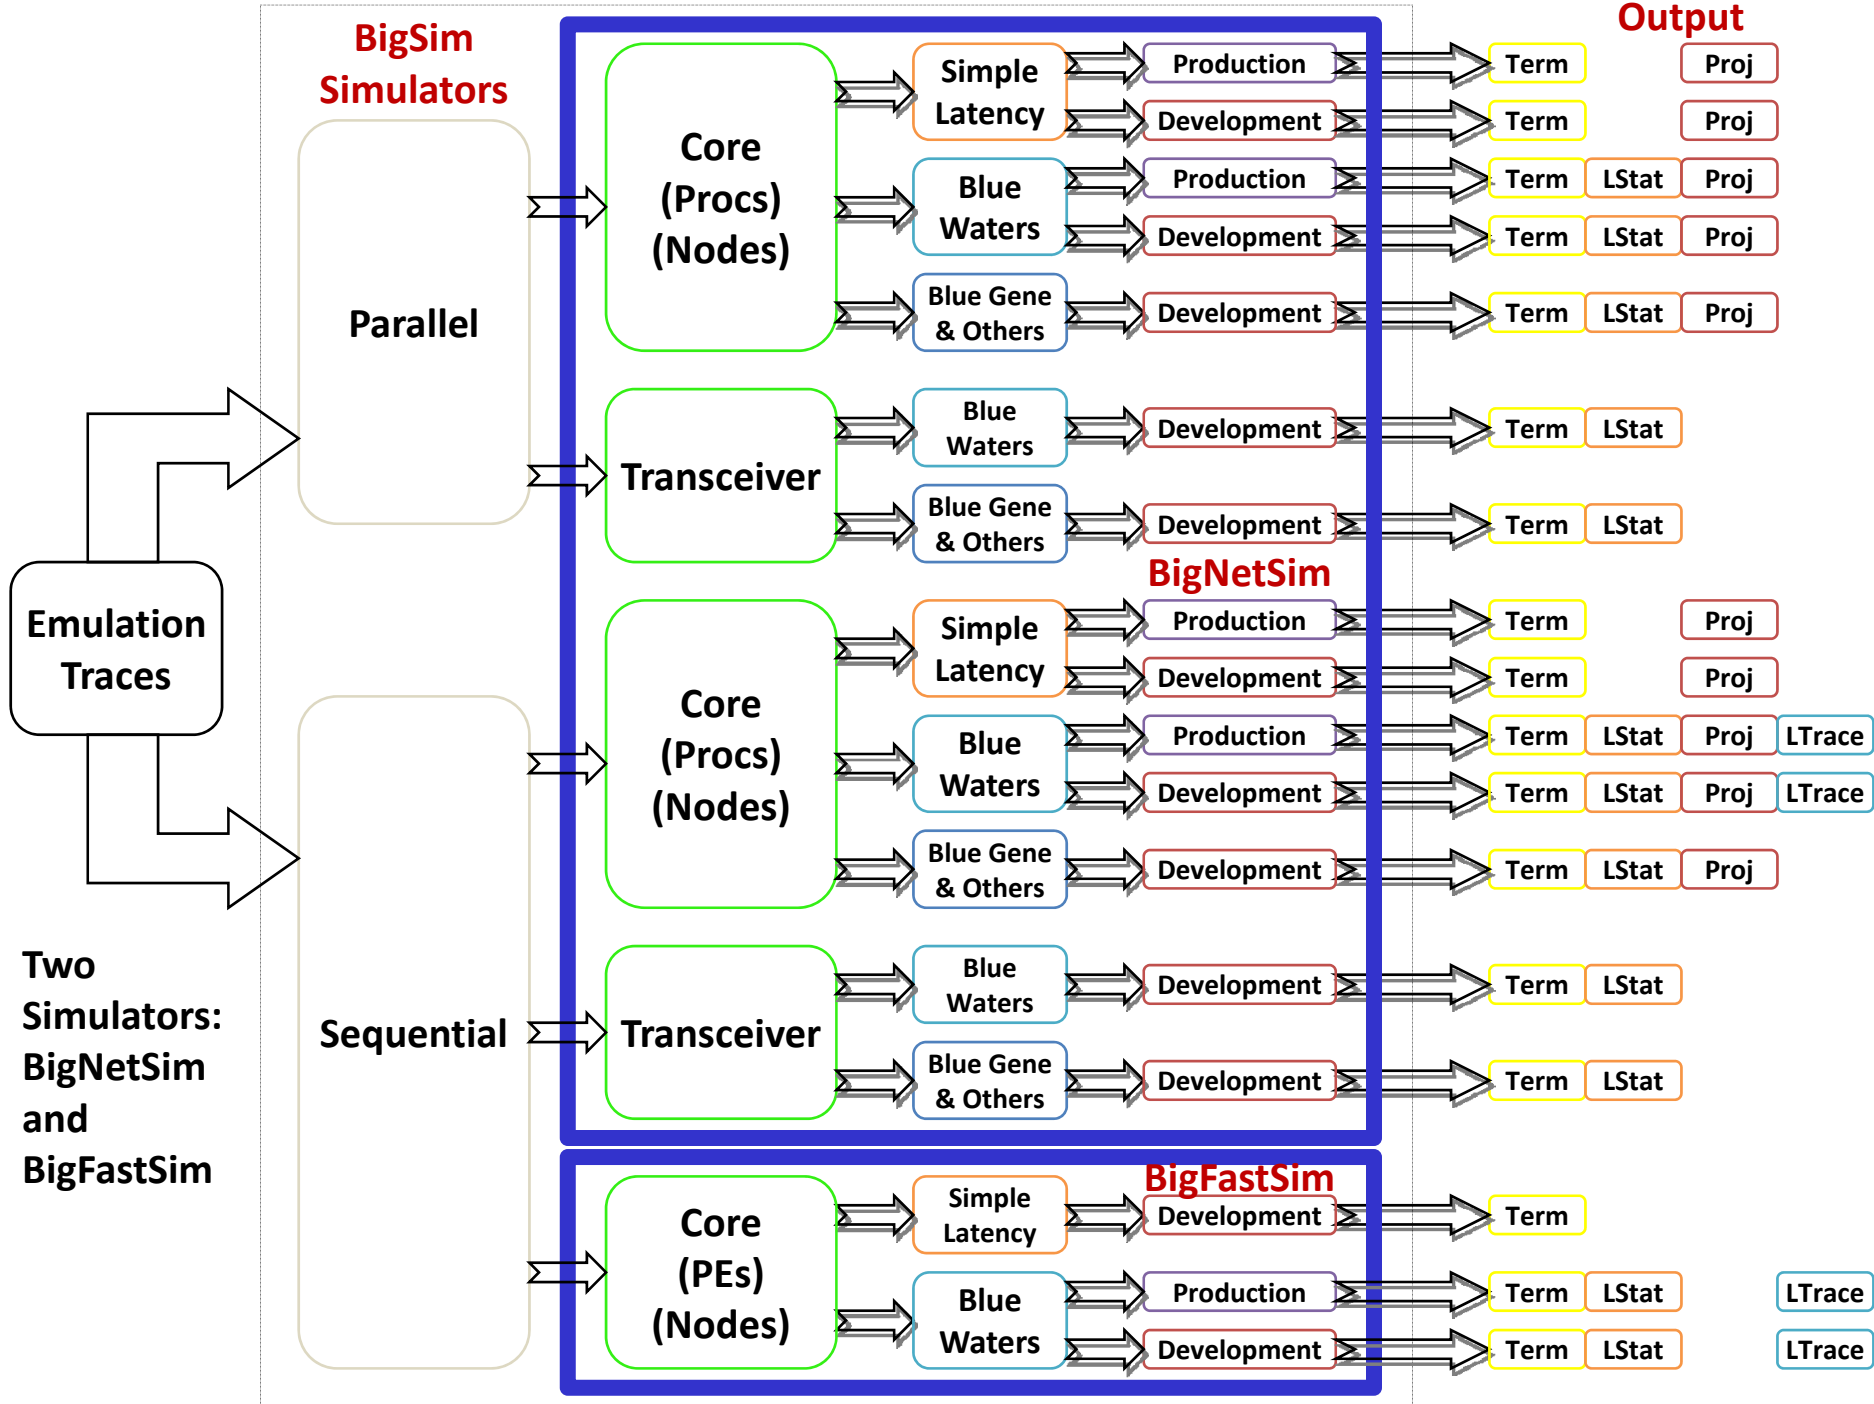 Output
BigSim
Simulators
Core
(Procs)
(Nodes)
Simple
Latency
Production
Term
Proj
Development
Term
Proj
Blue
Waters
Production
Term
LStat
Proj
Development
Term
LStat
Proj
Blue Gene
& Others
Development
Term
LStat
Proj
Parallel
Transceiver
Blue
Waters
Development
Term
LStat
Blue Gene
& Others
Development
Term
LStat
BigNetSim
Emulation
Traces
Core
(Procs)
(Nodes)
Simple
Latency
Production
Term
Proj
Development
Term
Proj
Blue
Waters
Production
Term
LStat
Proj
LTrace
Development
Term
LStat
Proj
LTrace
Blue Gene
& Others
Development
Term
LStat
Proj
Two
Simulators:
BigNetSim
and
BigFastSim
Sequential
Transceiver
Blue
Waters
Development
Term
LStat
Blue Gene
& Others
Development
Term
LStat
BigFastSim
Core
(PEs)
(Nodes)
Simple
Latency
Development
Term
Blue
Waters
Production
Term
LStat
LTrace
Development
Term
LStat
LTrace